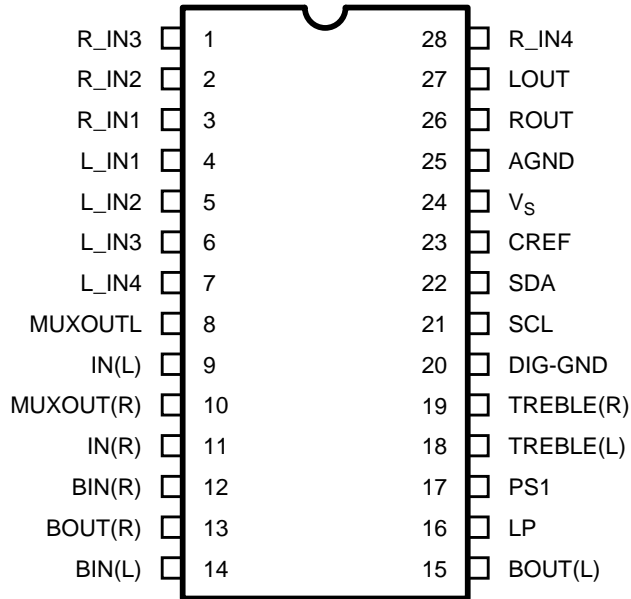 R_IN3 1 28 R_IN4
R_IN2 2 27 LOUT
R_IN1 3 26 ROUT
L_IN1 4 25 AGND
L_IN2 5 24 VS
L_IN3 6 23 CREF
L_IN4 7 22 SDA
MUXOUTL 8 21 SCL
IN(L) 9 20 DIG-GND
MUXOUT(R) 10 19 TREBLE(R)
IN(R) 11 18 TREBLE(L)
BIN(R) 12 17 PS1
BOUT(R) 13 16 LP
BIN(L) 14 15 BOUT(L)